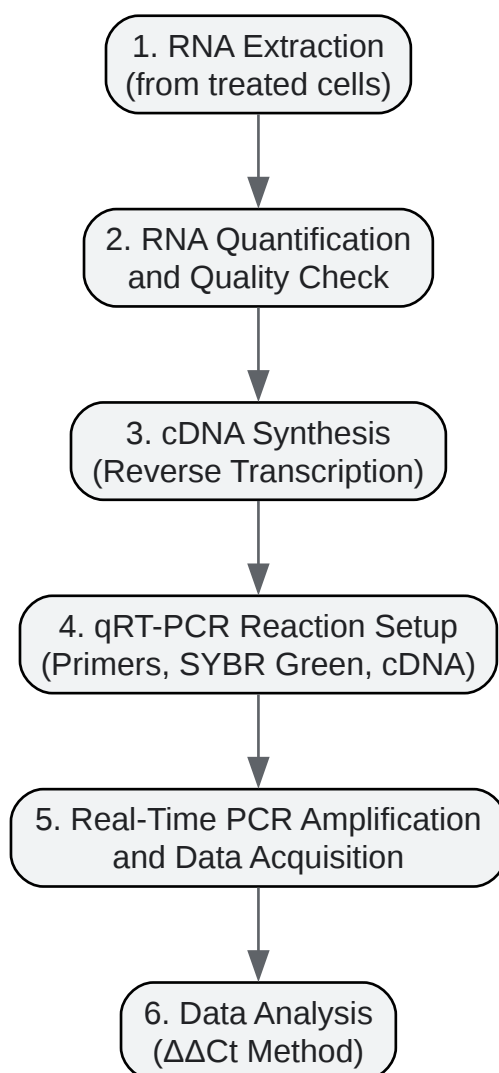 1. RNA Extraction
(from treated cells)
2. RNA Quantification
and Quality Check
3. cDNA Synthesis
(Reverse Transcription)
4. qRT-PCR Reaction Setup
(Primers, SYBR Green, cDNA)
5. Real-Time PCR Amplification
and Data Acquisition
6. Data Analysis
(ΔΔCt Method)